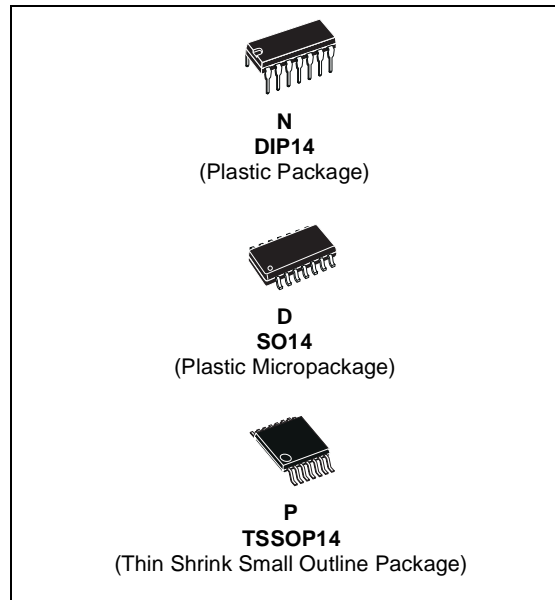 N
DIP14
(Plastic Package)
D
SO14
(Plastic Micropackage)
P
TSSOP14
(Thin Shrink Small Outline Package)